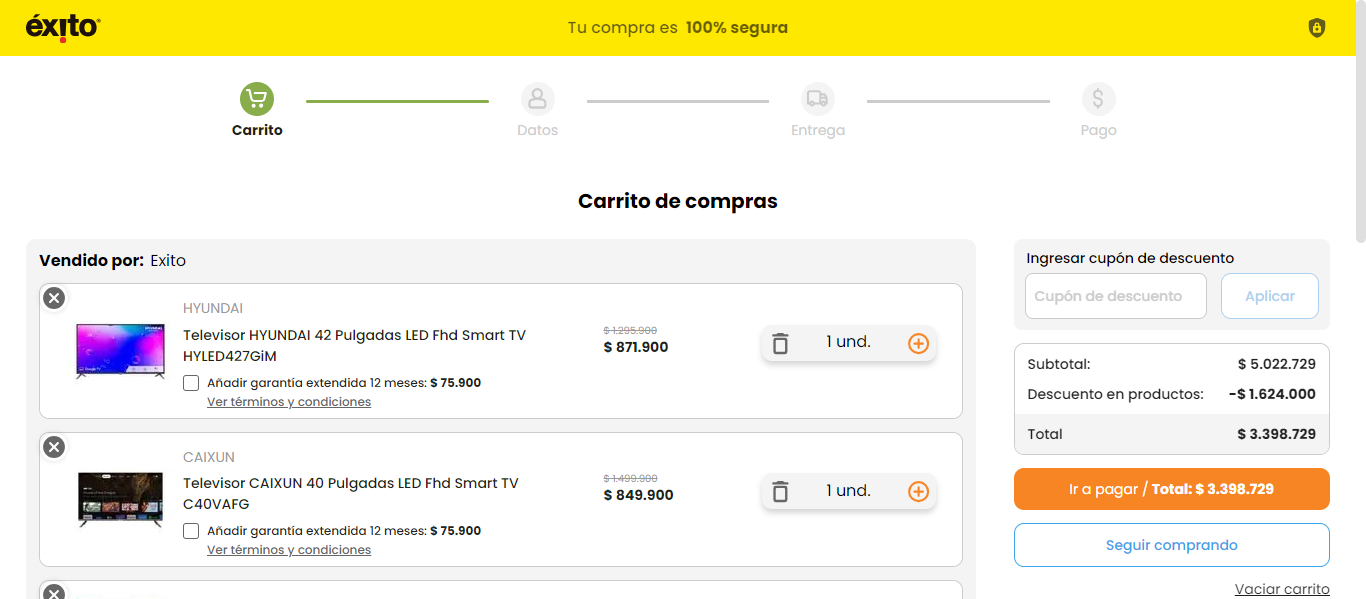 éxito
Tu compra es 100% segura
Carrito
Datos
Entrega
Pago
Carrito de compras
Vendido por: Exito
HYUNDAI
Televisor HYUNDAI 42 Pulgadas LED Fhd Smart TV
HYLED427GiM
Añadir garantía extendida 12 meses: $ 75.900
Ver términos y condiciones
$ 1.295.900
$ 871.900
1 und.
CAIXUN
Televisor CAIXUN 40 Pulgadas LED Fhd Smart TV
C40VAFG
Añadir garantía extendida 12 meses: $ 75.900
Ver términos y condiciones
$ 1.499.900
$ 849.900
1 und.
Ingresar cupón de descuento
Cupón de descuento
Aplicar
Subtotal: $ 5.022.729
Descuento en productos: -$ 1.624.000
Total $ 3.398.729
Ir a pagar / Total: $ 3.398.729
Seguir comprando
Vaciar carrito